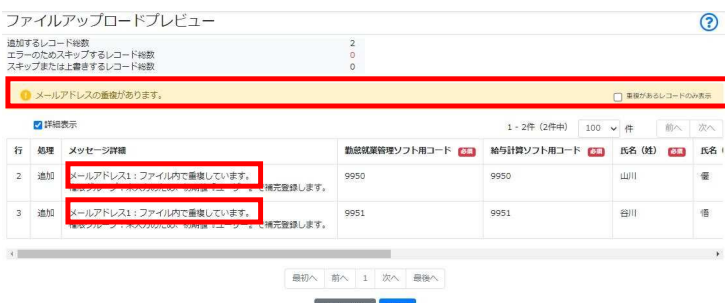 ファイルアップロードプレビュー
追加するレコード総数 2
エラーのためスキップするレコード総数 0
スキップまたは上書きするレコード総数 0
メールアドレスの重複があります。 重複があるレコードのみ表示
詳細表示 1 - 2件 (2件中) 100 件 前へ 次へ
行 処理 メッセージ詳細 勤怠就業管理ソフト用コード 必須 給与計算ソフト用コード 必須 氏名 (姓) 必須 氏名
2 追加 メールアドレス1:ファイル内で重複しています。 9950 9950 山川 優
で補完登録します。
3 追加 メールアドレス1:ファイル内で重複しています。 9951 9951 谷川 悟
で補完登録します。
最初へ 前へ 1 次へ 最後へ